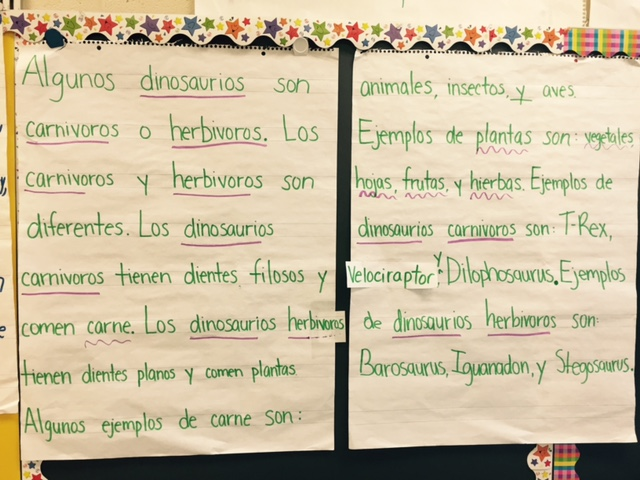 Algunos dinosaurios son
carnivoros o herbivoros. Los
carnivoros y herbivoros son
diferentes. Los dinosaurios
carnivoros tienen dientes filosos y
comen carne. Los dinosaurios herbivoros
tienen dientes planos y comen plantas
Algunos ejemplos de carne son:
animales, insectos, y aves
Ejemplos de plantas son: vegetales,
hojas, frutas, y hierbas. Ejemplos de
dinosaurios carnivoros son: T-Rex,
Velociraptor, y Dilophosaurus. Ejemplos
de dinosaurios herbivoros son:
Barosaurus, Iguanadon, y Stegosaurus.